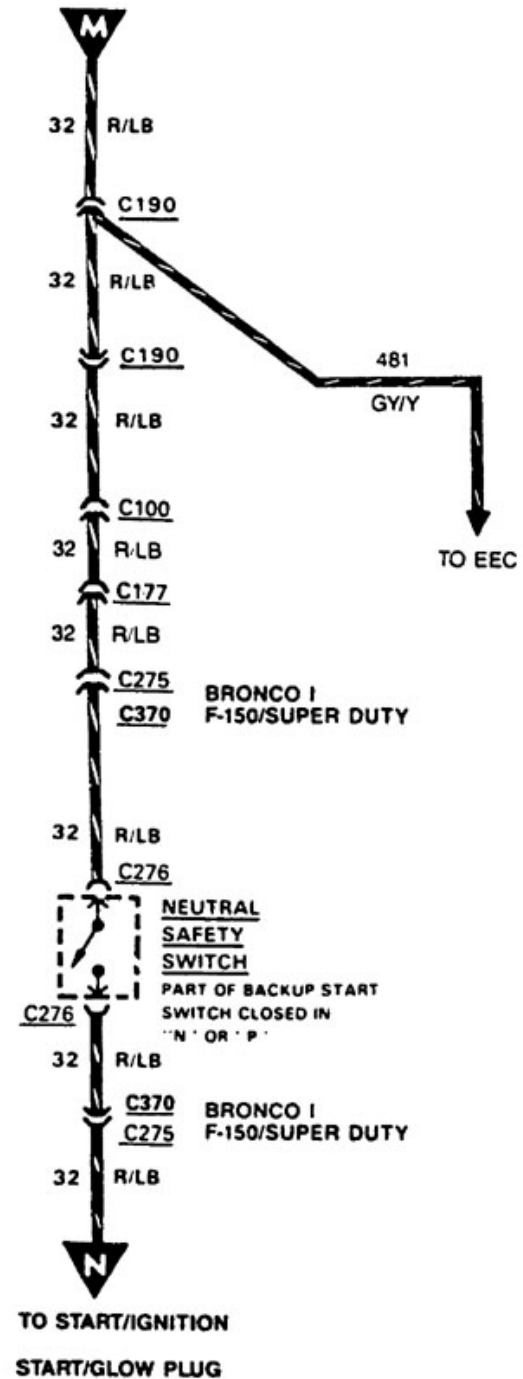 M
32 R/LB
C190
32 R/LB
C190
481
GY/Y
32 R/LB
C100
TO EEC
32 R/LB
C177
32 R/LB
C275 BRONCO I
C370 F-150/SUPER DUTY
32 R/LB
C276
NEUTRAL
SAFETY
SWITCH
PART OF BACKUP START
SWITCH CLOSED IN
"N" OR "P"
C276
32 R/LB
C370 BRONCO I
C275 F-150/SUPER DUTY
32 R/LB
N
TO START/IGNITION
START/GLOW PLUG